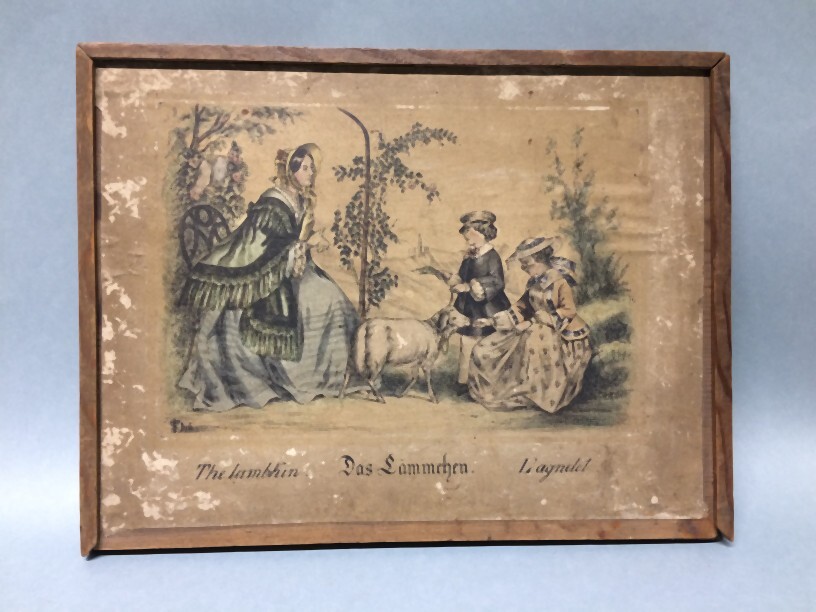 The lambkin. Das Lämmchen. L'agnelet